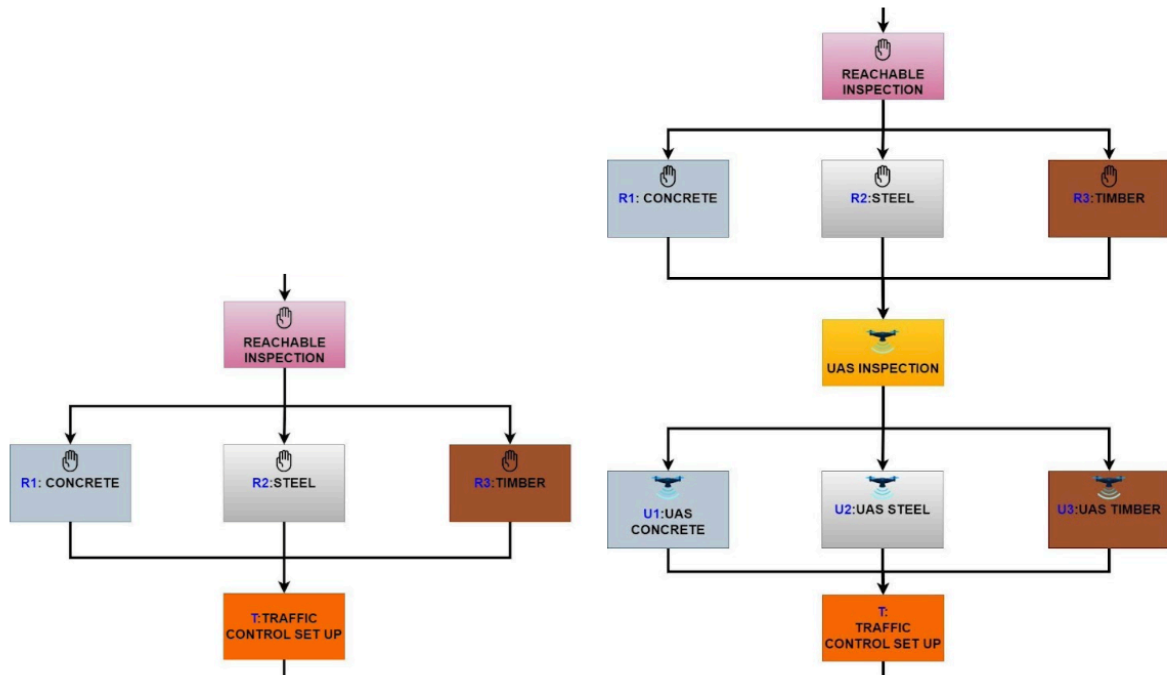 REACHABLE
INSPECTION
R1: CONCRETE
R2:STEEL
R3:TIMBER
T:TRAFFIC
CONTROL SET UP
REACHABLE
INSPECTION
R1: CONCRETE
R2:STEEL
R3:TIMBER
UAS INSPECTION
U1:UAS
CONCRETE
U2:UAS STEEL
U3:UAS TIMBER
T:
TRAFFIC
CONTROL SET UP